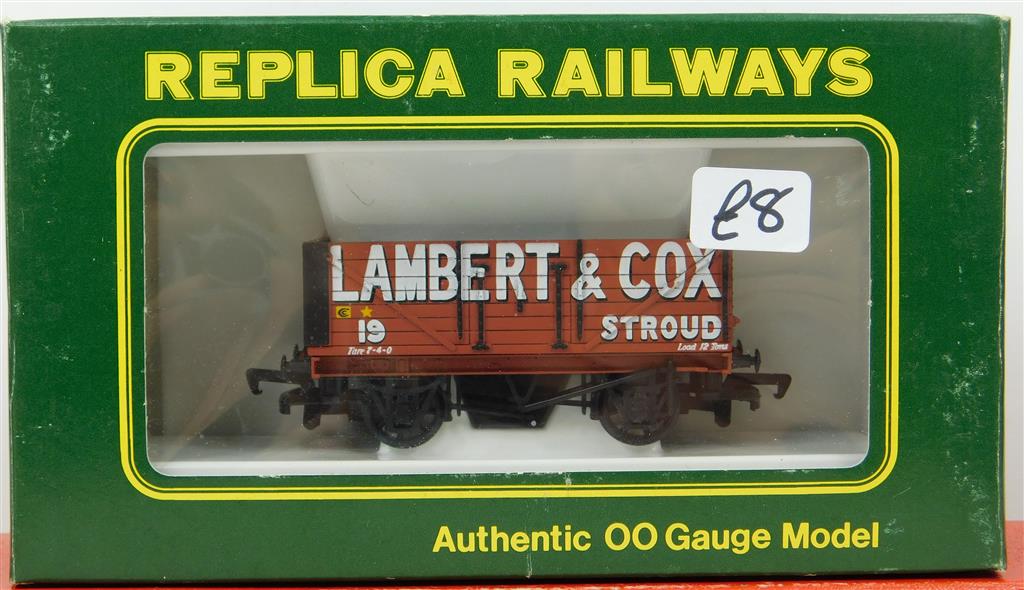 REPLICA RAILWAYS
£8
LAMBERT & COX
19 STROUD
Tare 7-4-0 Load 12 Tons
Authentic OO Gauge Model